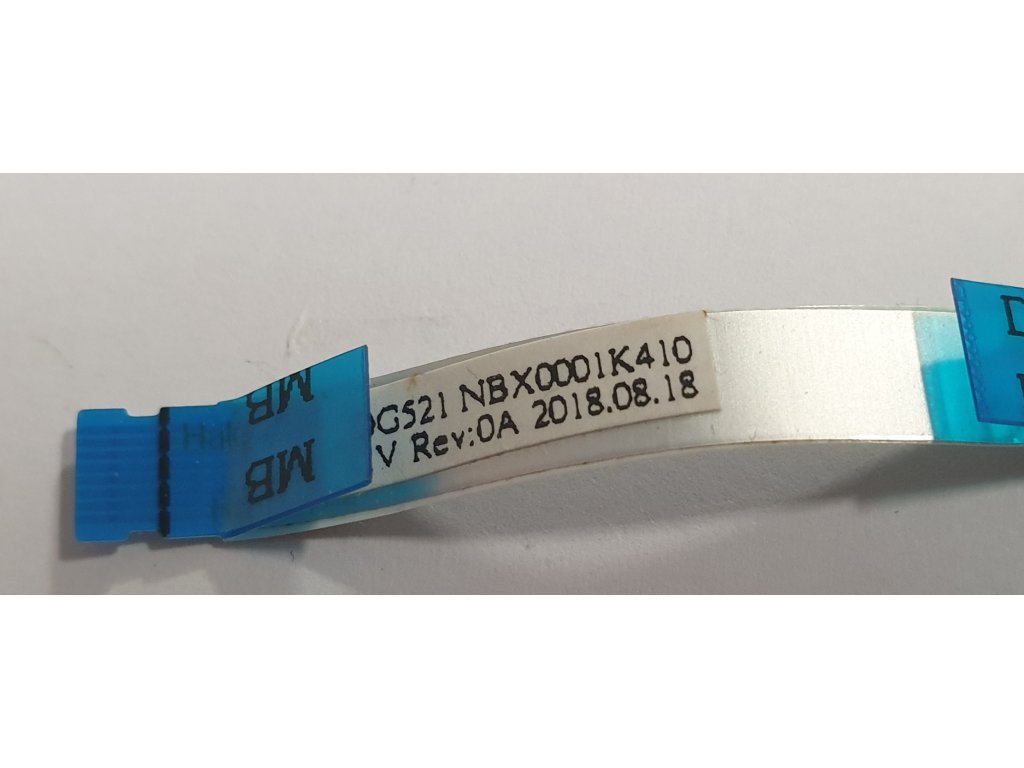 G521 NBX0001K410
V Rev:0A 2018.08.18
MB
MB